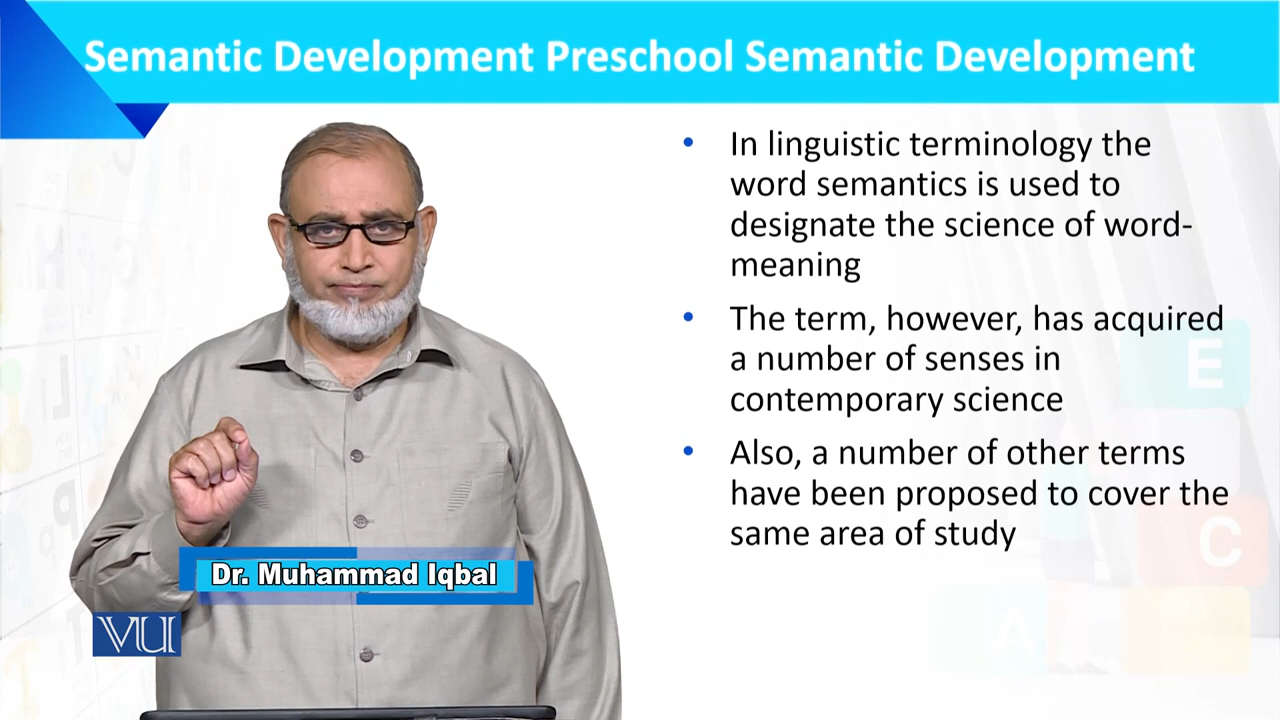 Semantic Development Preschool Semantic Development
• In linguistic terminology the
word semantics is used to
designate the science of word-
meaning
• The term, however, has acquired
a number of senses in
contemporary science
• Also, a number of other terms
have been proposed to cover the
same area of study
Dr. Muhammad Iqbal
VU
E
C
A